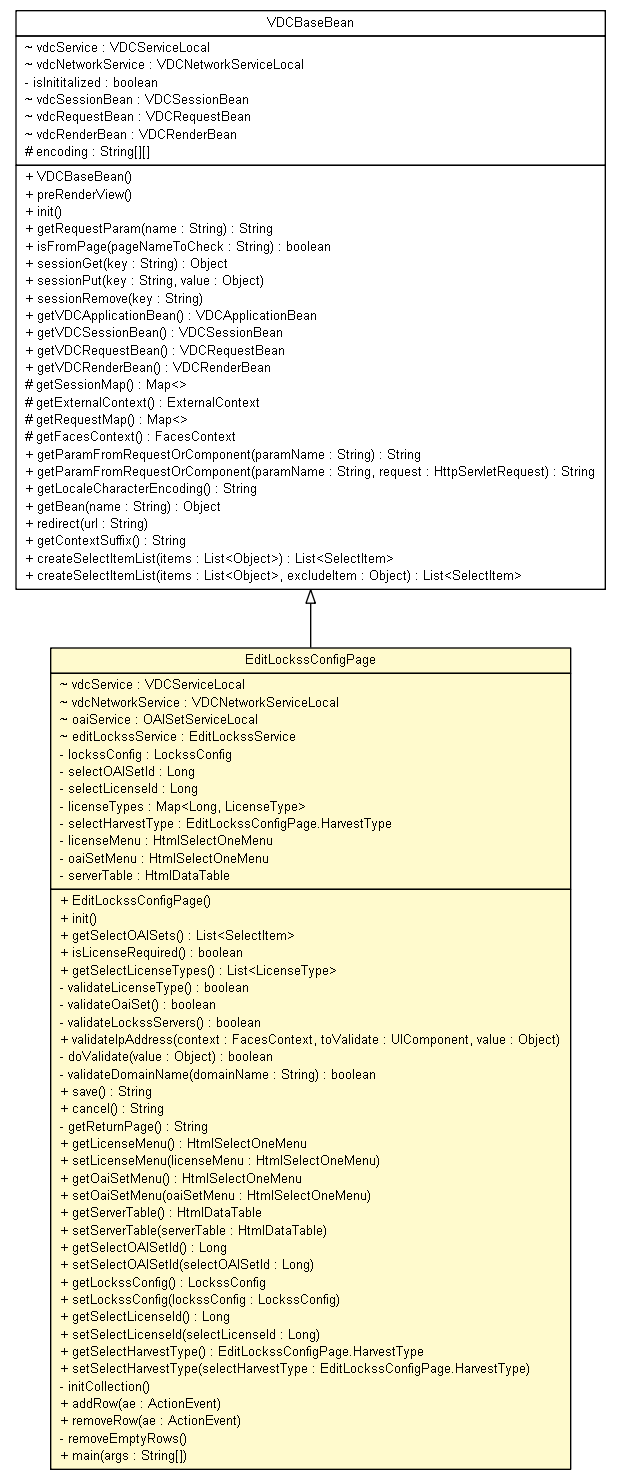 VDCBaseBean
~ vdcService : VDCServiceLocal
~ vdcNetworkService : VDCNetworkServiceLocal
- isInititalized : boolean
~ vdcSessionBean : VDCSessionBean
~ vdcRequestBean : VDCRequestBean
~ vdcRenderBean : VDCRenderBean
# encoding : String[][]
+ VDCBaseBean()
+ preRenderView()
+ init()
+ getRequestParam(name : String) : String
+ isFromPage(pageNameToCheck : String) : boolean
+ sessionGet(key : String) : Object
+ sessionPut(key : String, value : Object)
+ sessionRemove(key : String)
+ getVDCApplicationBean() : VDCApplicationBean
+ getVDCSessionBean() : VDCSessionBean
+ getVDCRequestBean() : VDCRequestBean
+ getVDCRenderBean() : VDCRenderBean
# getSessionMap() : Map<>
# getExternalContext() : ExternalContext
# getRequestMap() : Map<>
# getFacesContext() : FacesContext
+ getParamFromRequestOrComponent(paramName : String) : String
+ getParamFromRequestOrComponent(paramName : String, request : HttpServletRequest) : String
+ getLocaleCharacterEncoding() : String
+ getBean(name : String) : Object
+ redirect(url : String)
+ getContextSuffix() : String
+ createSelectItemList(items : List<Object>) : List<SelectItem>
+ createSelectItemList(items : List<Object>, excludeItem : Object) : List<SelectItem>
EditLockssConfigPage
~ vdcService : VDCServiceLocal
~ vdcNetworkService : VDCNetworkServiceLocal
~ oaiService : OAISetServiceLocal
~ editLockssService : EditLockssService
- lockssConfig : LockssConfig
- selectOAISetId : Long
- selectLicenseId : Long
- licenseTypes : Map<Long, LicenseType>
- selectHarvestType : EditLockssConfigPage.HarvestType
- licenseMenu : HtmlSelectOneMenu
- oaiSetMenu : HtmlSelectOneMenu
- serverTable : HtmlDataTable
+ EditLockssConfigPage()
+ init()
+ getSelectOAISets() : List<SelectItem>
+ isLicenseRequired() : boolean
+ getSelectLicenseTypes() : List<LicenseType>
- validateLicenseType() : boolean
- validateOaiSet() : boolean
- validateLockssServers() : boolean
+ validateIpAddress(context : FacesContext, toValidate : UIComponent, value : Object)
- doValidate(value : Object) : boolean
- validateDomainName(domainName : String) : boolean
+ save() : String
+ cancel() : String
- getReturnPage() : String
+ getLicenseMenu() : HtmlSelectOneMenu
+ setLicenseMenu(licenseMenu : HtmlSelectOneMenu)
+ getOaiSetMenu() : HtmlSelectOneMenu
+ setOaiSetMenu(oaiSetMenu : HtmlSelectOneMenu)
+ getServerTable() : HtmlDataTable
+ setServerTable(serverTable : HtmlDataTable)
+ getSelectOAISetId() : Long
+ setSelectOAISetId(selectOAISetId : Long)
+ getLockssConfig() : LockssConfig
+ setLockssConfig(lockssConfig : LockssConfig)
+ getSelectLicenseId() : Long
+ setSelectLicenseId(selectLicenseId : Long)
+ getSelectHarvestType() : EditLockssConfigPage.HarvestType
+ setSelectHarvestType(selectHarvestType : EditLockssConfigPage.HarvestType)
- initCollection()
+ addRow(ae : ActionEvent)
+ removeRow(ae : ActionEvent)
- removeEmptyRows()
+ main(args : String[])